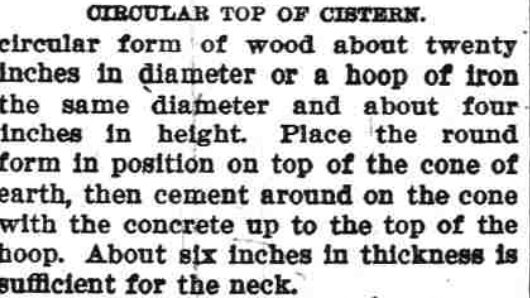 CIRCULAR TOP OF CISTERN.
circular form of wood about twenty
inches in diameter or a hoop of iron
the same diameter and about four
inches in height. Place the round
form in position on top of the cone of
earth, then cement around on the cone
with the concrete up to the top of the
hoop. About six inches in thickness is
sufficient for the neck.